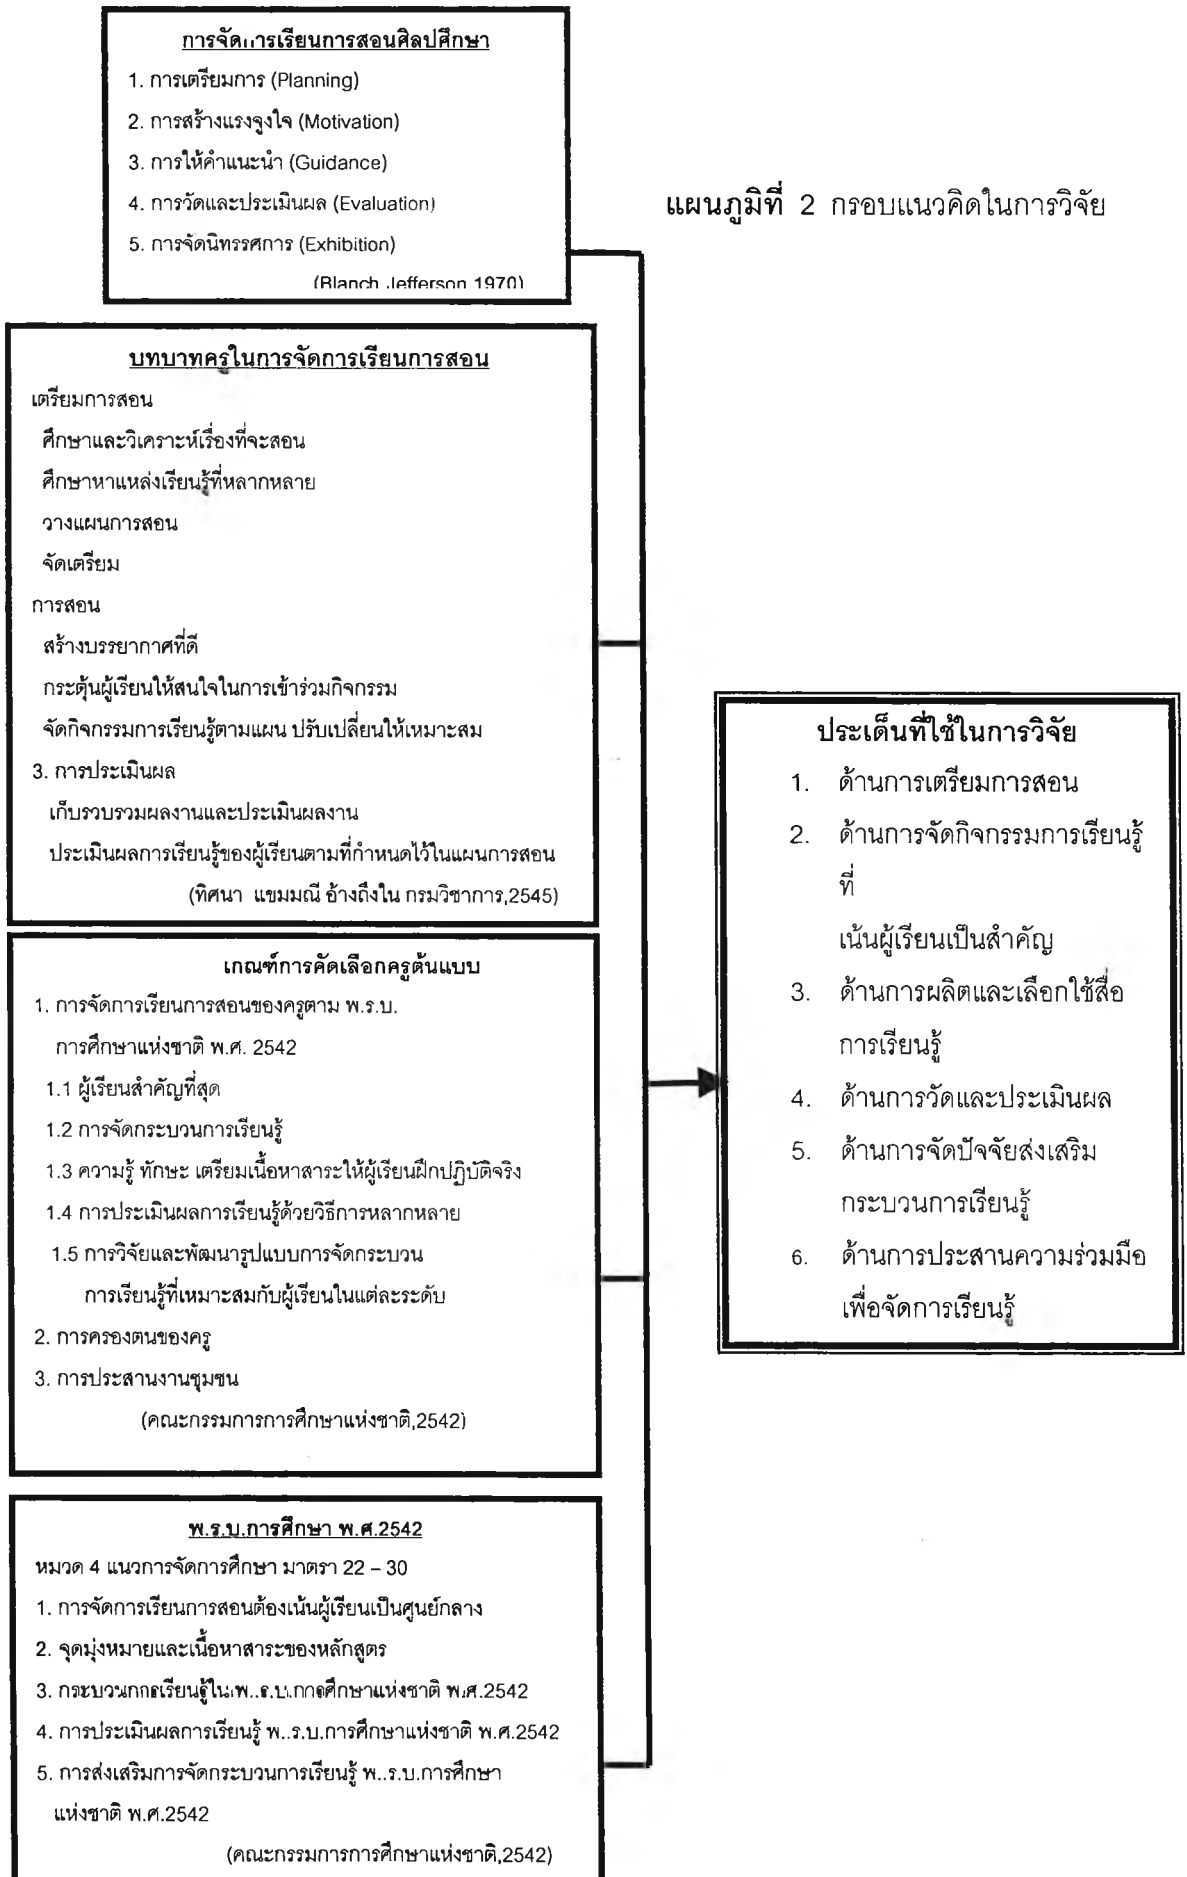 การจัดการเรียนการสอนศิลปศึกษา
1. การเตรียมการ (Planning)
2. การสร้างแรงจูงใจ (Motivation)
3. การให้คำแนะนำ (Guidance)
4. การวัดและประเมินผล (Evaluation)
5. การจัดนิทรรศการ (Exhibition)
(Blanch Jefferson 1970)
แผนภูมิที่ 2 กรอบแนวคิดในการวิจัย
บทบาทครูในการจัดการเรียนการสอน
เตรียมการสอน
ศึกษาและวิเคราะห์เรื่องที่จะสอน
ศึกษาหาแหล่งเรียนรู้ที่หลากหลาย
วางแผนการสอน
จัดเตรียม
การสอน
สร้างบรรยากาศที่ดี
กระตุ้นผู้เรียนให้สนใจในการเข้าร่วมกิจกรรม
จัดกิจกรรมการเรียนรู้ตามแผน ปรับเปลี่ยนให้เหมาะสม
3. การประเมินผล
เก็บรวบรวมผลงานและประเมินผลงาน
ประเมินผลการเรียนรู้ของผู้เรียนตามที่กำหนดไว้ในแผนการสอน
(ทิศนา แขมมณี อ้างถึงใน กรมวิชาการ,2545)
เกณฑ์การคัดเลือกครูต้นแบบ
1. การจัดการเรียนการสอนของครูตาม พ.ร.บ.
การศึกษาแห่งชาติ พ.ศ. 2542
1.1 ผู้เรียนสำคัญที่สุด
1.2 การจัดกระบวนการเรียนรู้
1.3 ความรู้ ทักษะ เตรียมเนื้อหาสาระให้ผู้เรียนฝึกปฏิบัติจริง
1.4 การประเมินผลการเรียนรู้ด้วยวิธีการหลากหลาย
1.5 การวิจัยและพัฒนารูปแบบการจัดกระบวน
การเรียนรู้ที่เหมาะสมกับผู้เรียนในแต่ละระดับ
2. การครองตนของครู
3. การประสานงานชุมชน
(คณะกรรมการการศึกษาแห่งชาติ,2542)
พ.ร.บ.การศึกษา พ.ศ.2542
หมวด 4 แนวการจัดการศึกษา มาตรา 22 – 30
1. การจัดการเรียนการสอนต้องเน้นผู้เรียนเป็นศูนย์กลาง
2. จุดมุ่งหมายและเนื้อหาสาระของหลักสูตร
3. กระบวนการเรียนรู้ใน พ..ร.บ.การศึกษาแห่งชาติ พ.ศ.2542
4. การประเมินผลการเรียนรู้ พ..ร.บ.การศึกษาแห่งชาติ พ.ศ.2542
5. การส่งเสริมการจัดกระบวนการเรียนรู้ พ..ร.บ.การศึกษา
แห่งชาติ พ.ศ.2542
(คณะกรรมการการศึกษาแห่งชาติ,2542)
ประเด็นที่ใช้ในการวิจัย
1. ด้านการเตรียมการสอน
2. ด้านการจัดกิจกรรมการเรียนรู้
ที่
เน้นผู้เรียนเป็นสำคัญ
3. ด้านการผลิตและเลือกใช้สื่อ
การเรียนรู้
4. ด้านการวัดและประเมินผล
5. ด้านการจัดปัจจัยส่งเสริม
กระบวนการเรียนรู้
6. ด้านการประสานความร่วมมือ
เพื่อจัดการเรียนรู้